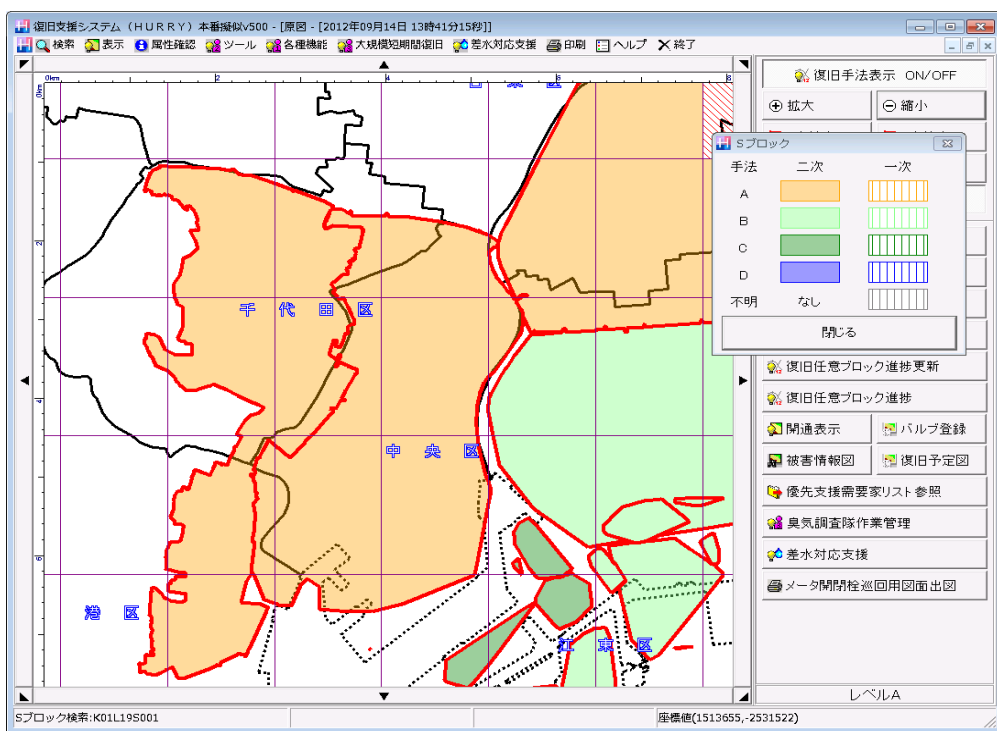 復旧支援システム（ＨＵＲＲＹ）本番擬似v500 - [原図 - [2012年09月14日 13時41分15秒]]
検索 表示 属性確認 ツール 各種機能 大規模短期間復旧 差水対応支援 印刷 ヘルプ 終了
0km 2 6 8
0km
2
4
6
千代田区
中央区
港区
江東区
復旧手法表示 ON/OFF
拡大 縮小
Ｓブロック
手法 二次 一次
A
B
C
D
不明 なし
閉じる
復旧任意ブロック進捗更新
復旧任意ブロック進捗
開通表示 バルブ登録
被害情報図 復旧予定図
優先支援需要家リスト参照
臭気調査隊作業管理
差水対応支援
メータ開閉栓巡回用図面出図
レベルA
Sブロック検索:K01L19S001
座標値(1513655,-2531522)